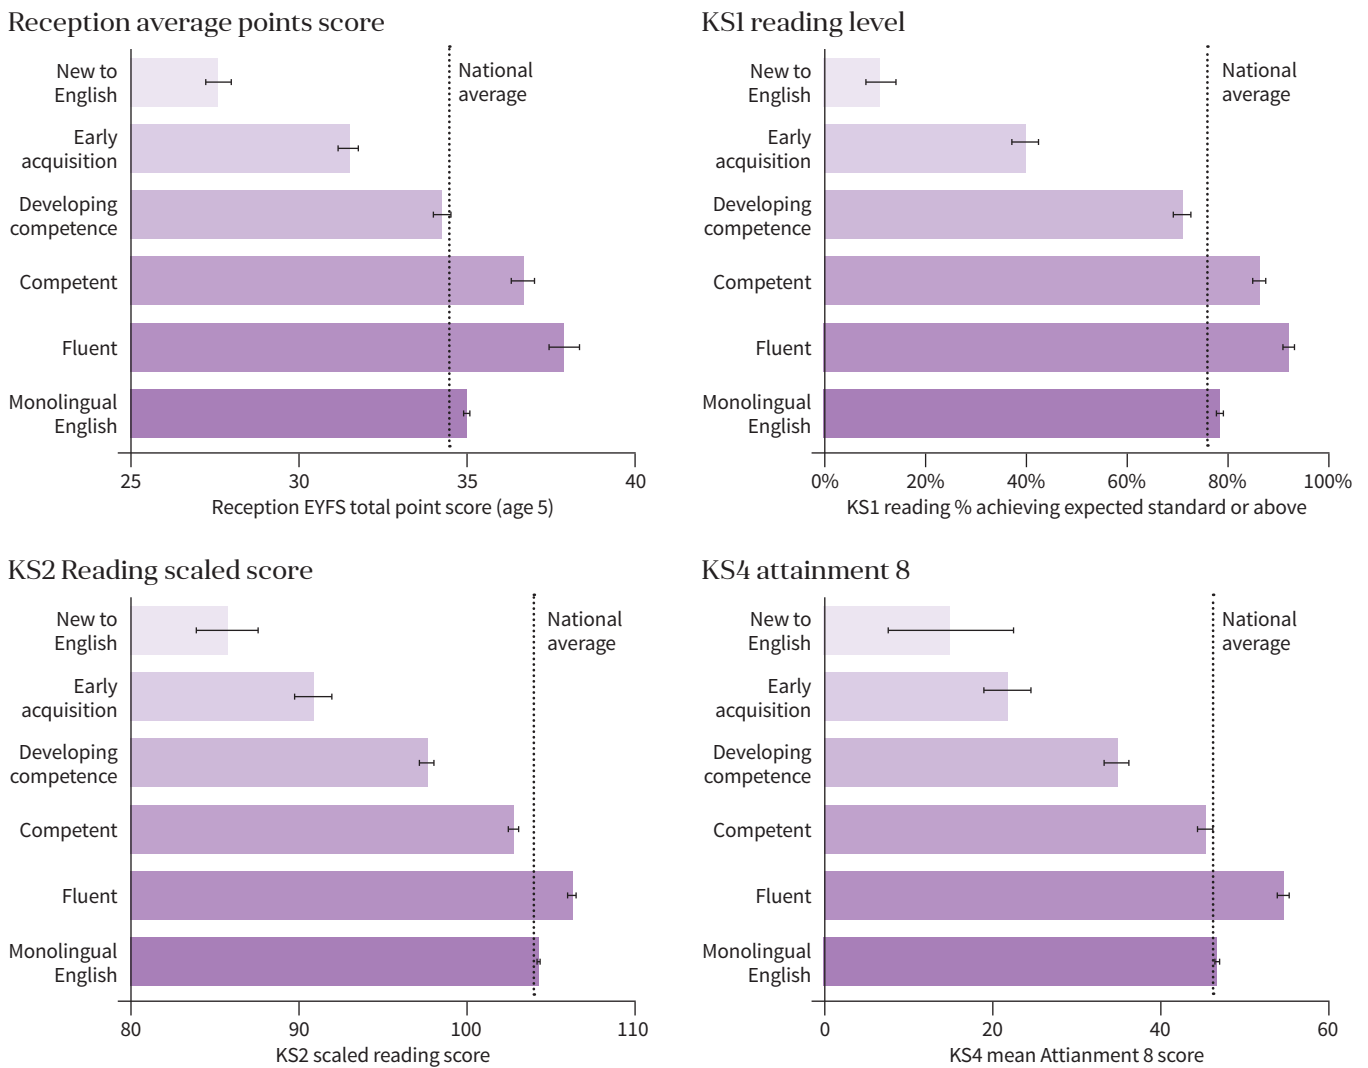 Reception average points score
New to
English
Early
acquisition
Developing
competence
Competent
Fluent
Monolingual
English
National
average
25 30 35 40
Reception EYFS total point score (age 5)
KS1 reading level
New to
English
Early
acquisition
Developing
competence
Competent
Fluent
Monolingual
English
National
average
0% 20% 40% 60% 80% 100%
KS1 reading % achieving expected standard or above
KS2 Reading scaled score
New to
English
Early
acquisition
Developing
competence
Competent
Fluent
Monolingual
English
National
average
80 90 100 110
KS2 scaled reading score
KS4 attainment 8
New to
English
Early
acquisition
Developing
competence
Competent
Fluent
Monolingual
English
National
average
0 20 40 60
KS4 mean Attianment 8 score